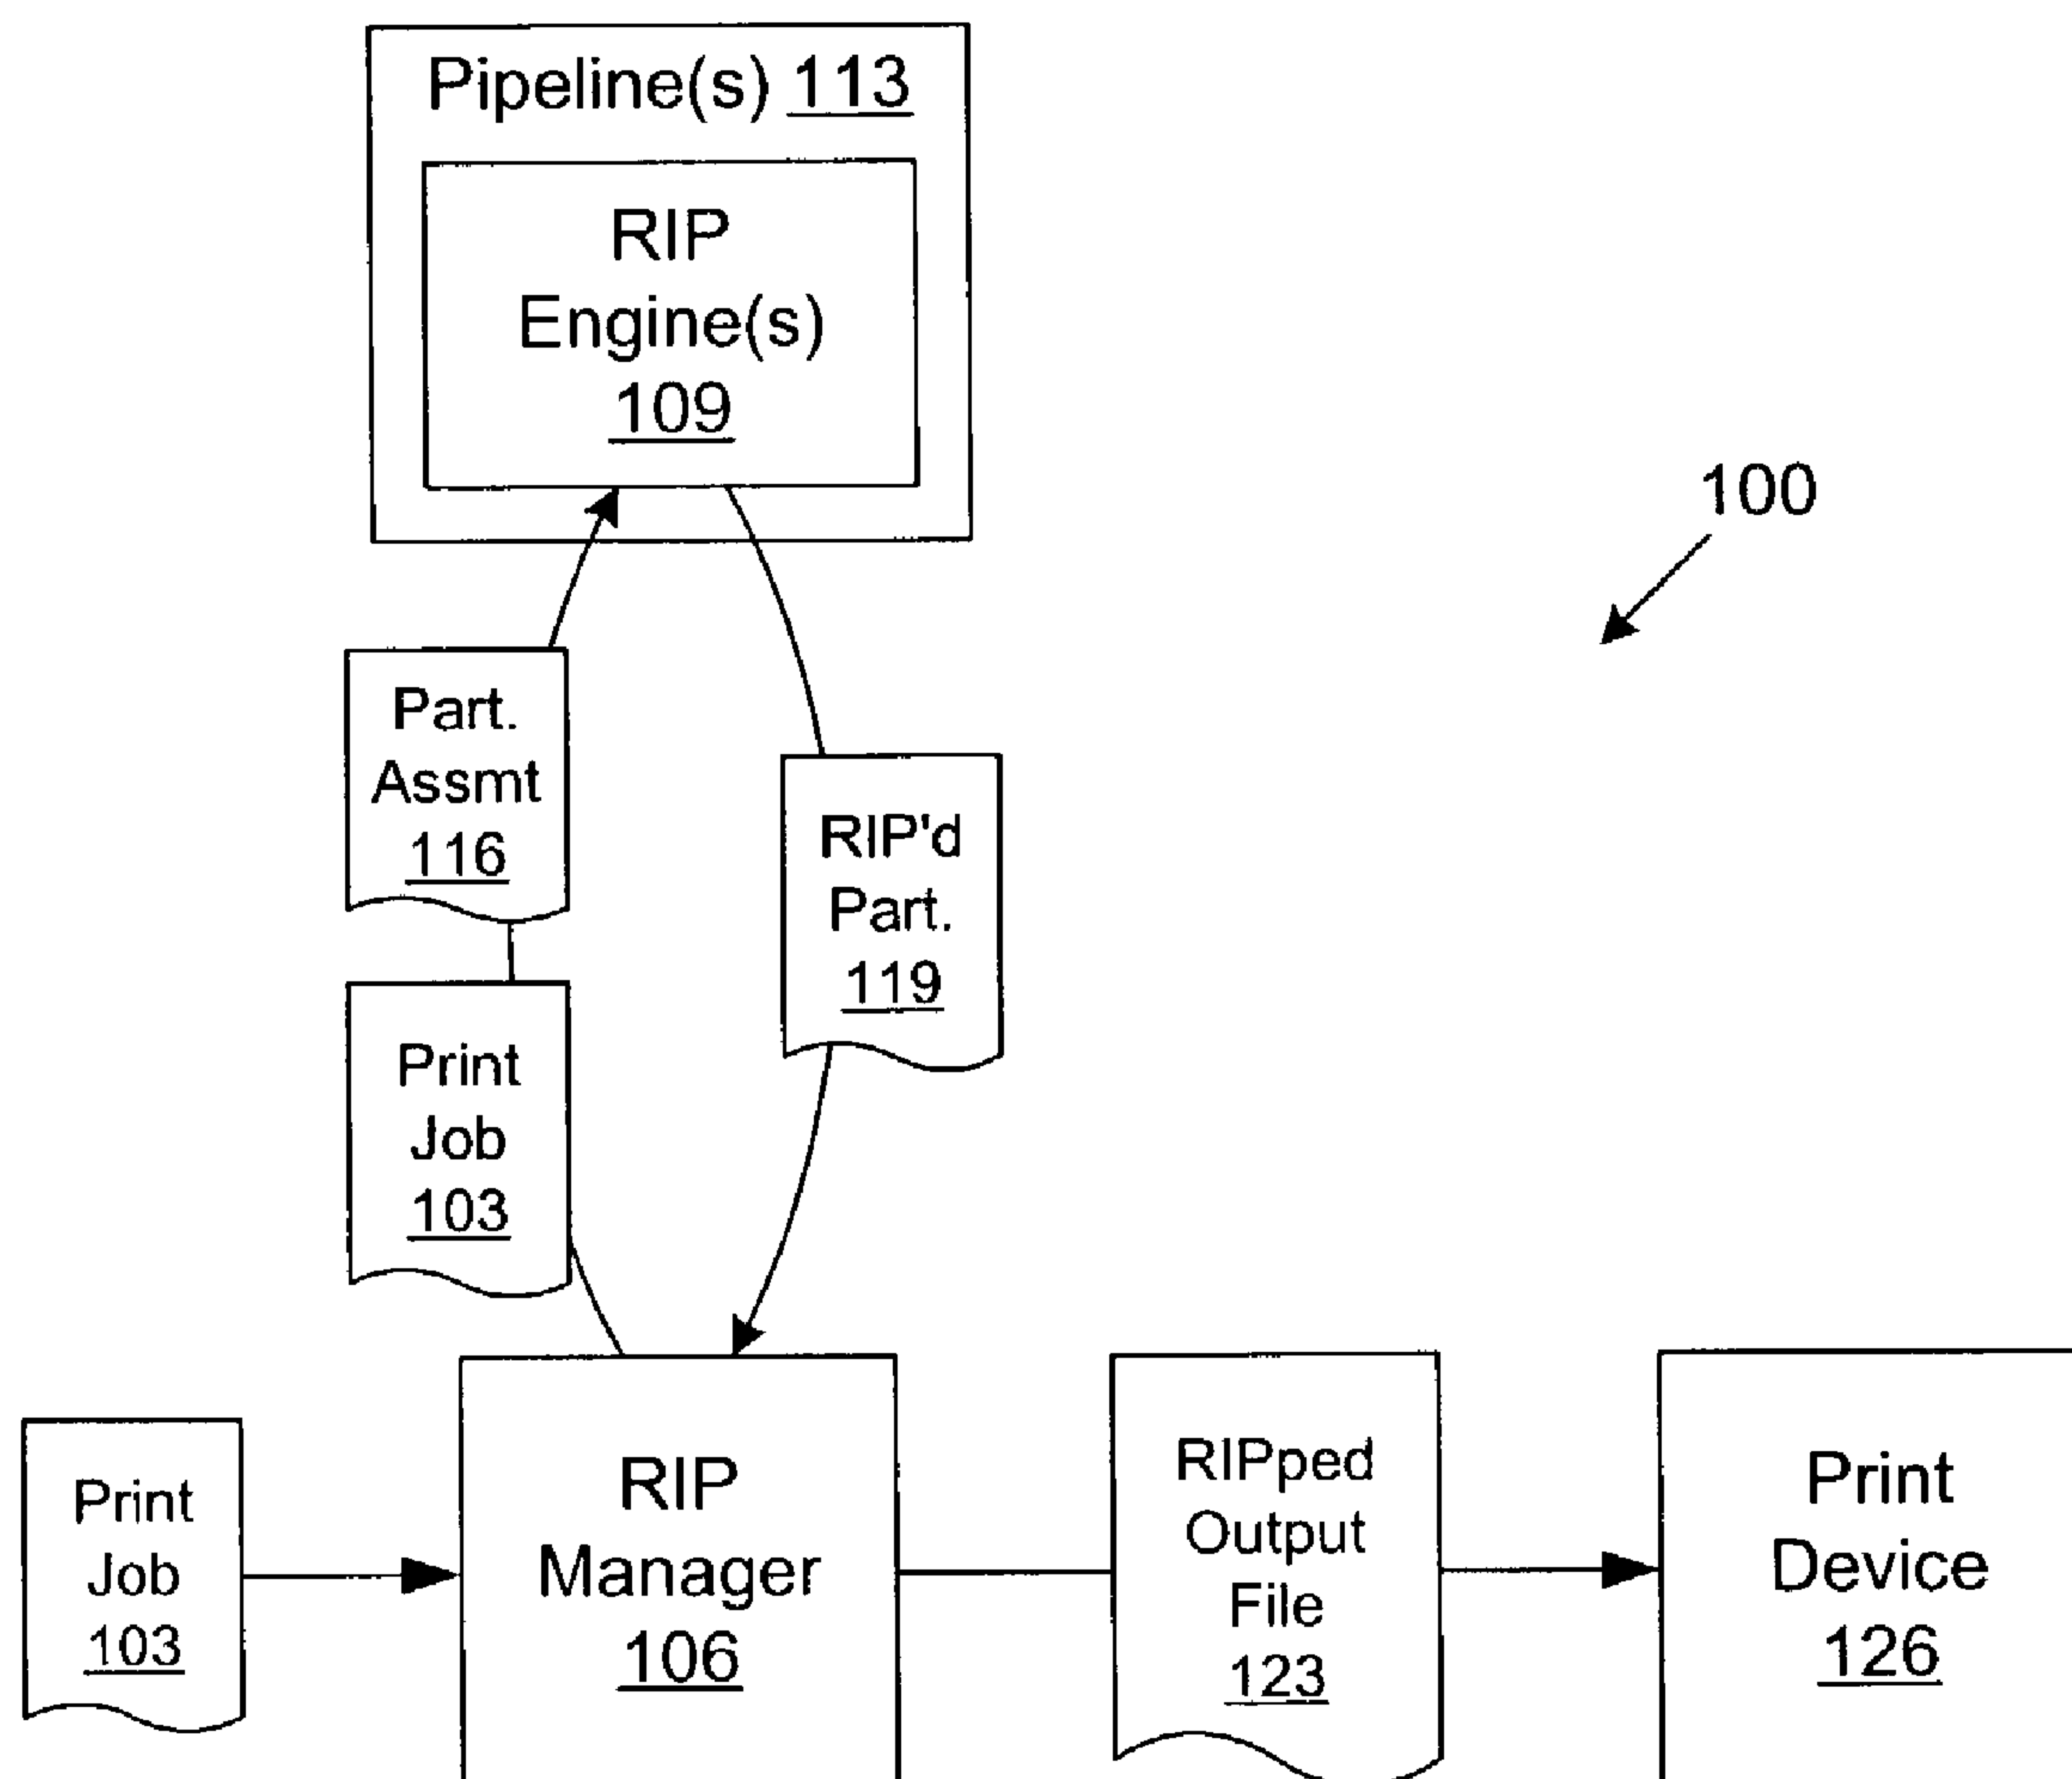 Pipeline(s) 113
RIP
Engine(s)
109
100
Part.
Assmt
116
RIP'd
Part.
119
Print
Job
103
Print
Job
103
RIP
Manager
106
RIPped
Output
File
123
Print
Device
126